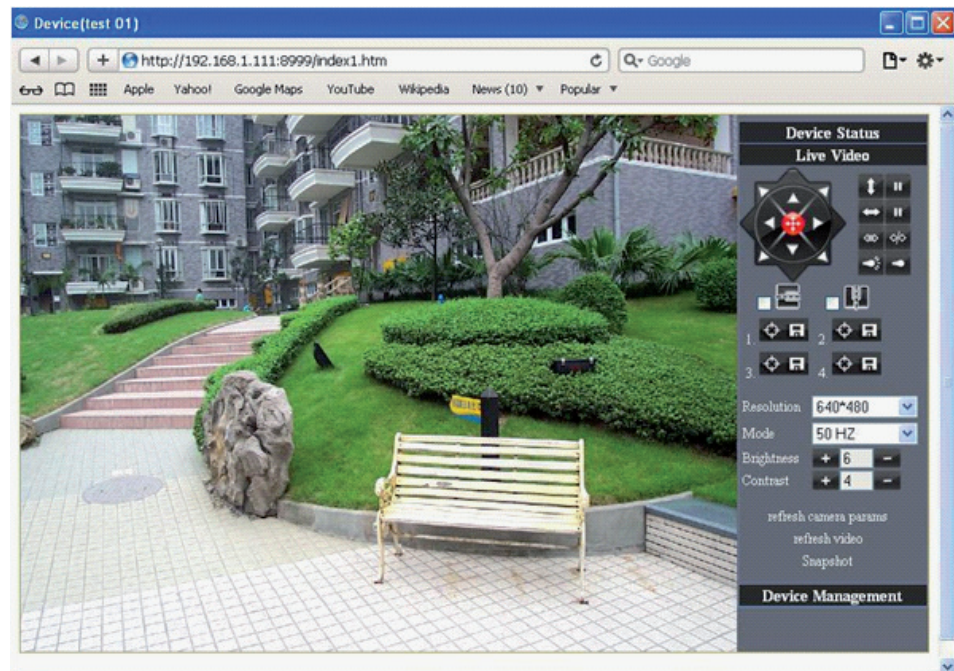 Device(test 01)
http://192.168.1.111:8999/index1.htm
Google
Apple Yahoo! Google Maps YouTube Wikipedia News (10) Popular
Device Status
Live Video
1. 2
3. 4.
Resolution 640*480
Mode 50 HZ
Brightness + 6 -
Contrast + 4 -
refresh camera params
refresh video
Snapshot
Device Management